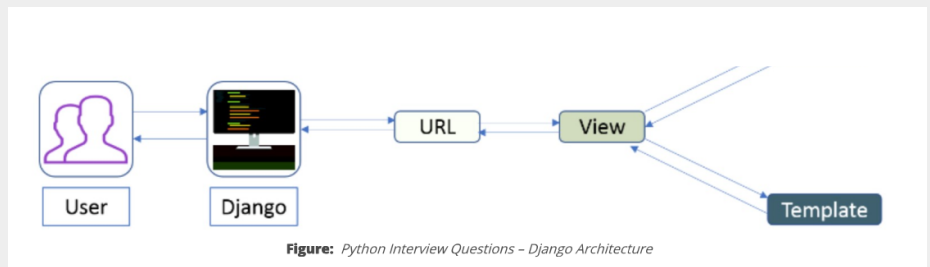 URL
View
User
Django
Template
Figure: Python Interview Questions – Django Architecture